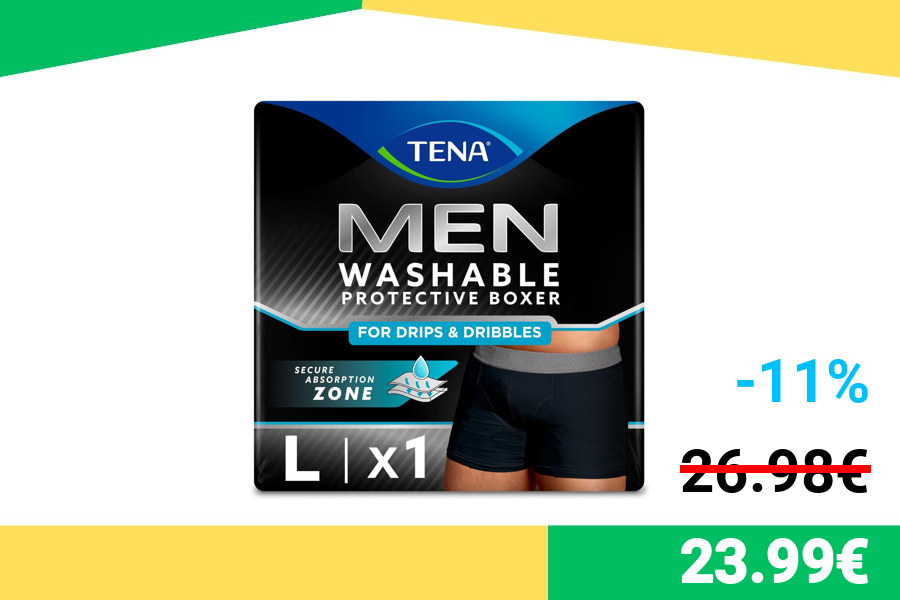 TENA®
MEN
WASHABLE
PROTECTIVE BOXER
FOR DRIPS & DRIBBLES
SECURE
ABSORPTION
ZONE
L | x1
-11%
26.98€
23.99€